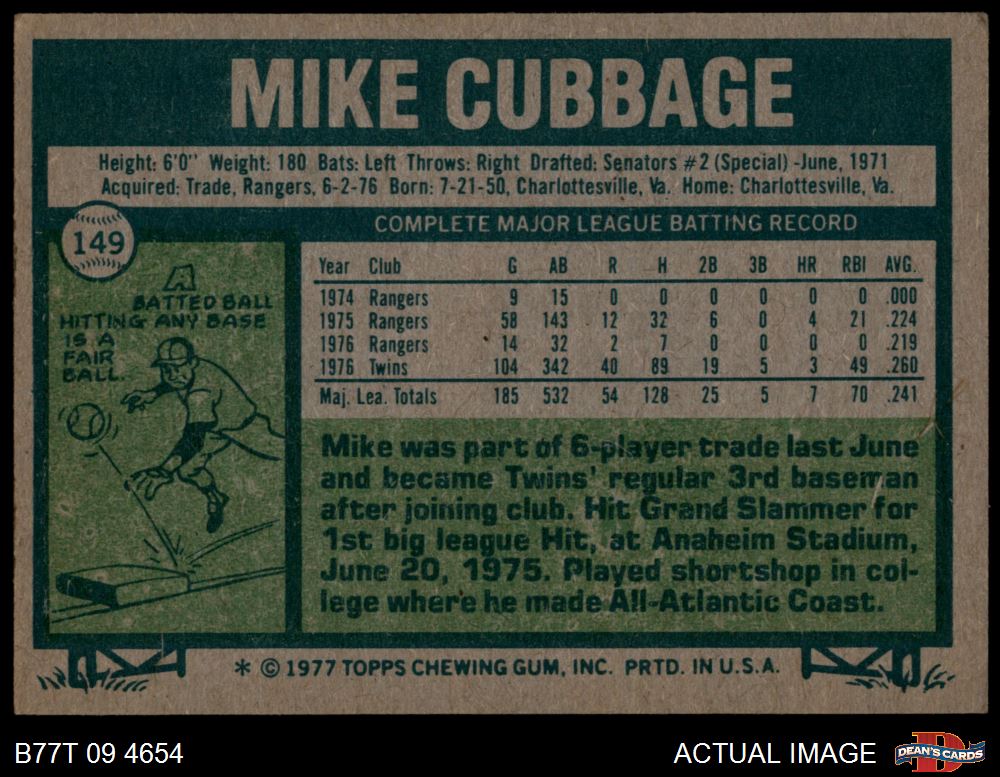 MIKE CUBBAGE
Height: 6'0" Weight: 180 Bats: Left Throws: Right Drafted: Senators #2 (Special) -June, 1971
Acquired: Trade, Rangers, 6-2-76 Born: 7-21-50, Charlottesville, Va. Home: Charlottesville, Va.
149
A
BATTED BALL
HITTING ANY BASE
IS A
FAIR
BALL.
COMPLETE MAJOR LEAGUE BATTING RECORD
Year Club G AB R H 2B 3B HR RBI AVG.
1974 Rangers 9 15 0 0 0 0 0 0 .000
1975 Rangers 58 143 12 32 6 0 4 21 .224
1976 Rangers 14 32 2 7 0 0 0 0 .219
1976 Twins 104 342 40 89 19 5 3 49 .260
Maj. Lea. Totals 185 532 54 128 25 5 7 70 .241
Mike was part of 6-player trade last June
and became Twins' regular 3rd baseman
after joining club. Hit Grand Slammer for
1st big league Hit, at Anaheim Stadium,
June 20, 1975. Played shortshop in col-
lege where he made All-Atlantic Coast.
* © 1977 TOPPS CHEWING GUM, INC. PRTD. IN U.S.A.
B77T 09 4654
ACTUAL IMAGE
D
DEAN'S CARDS